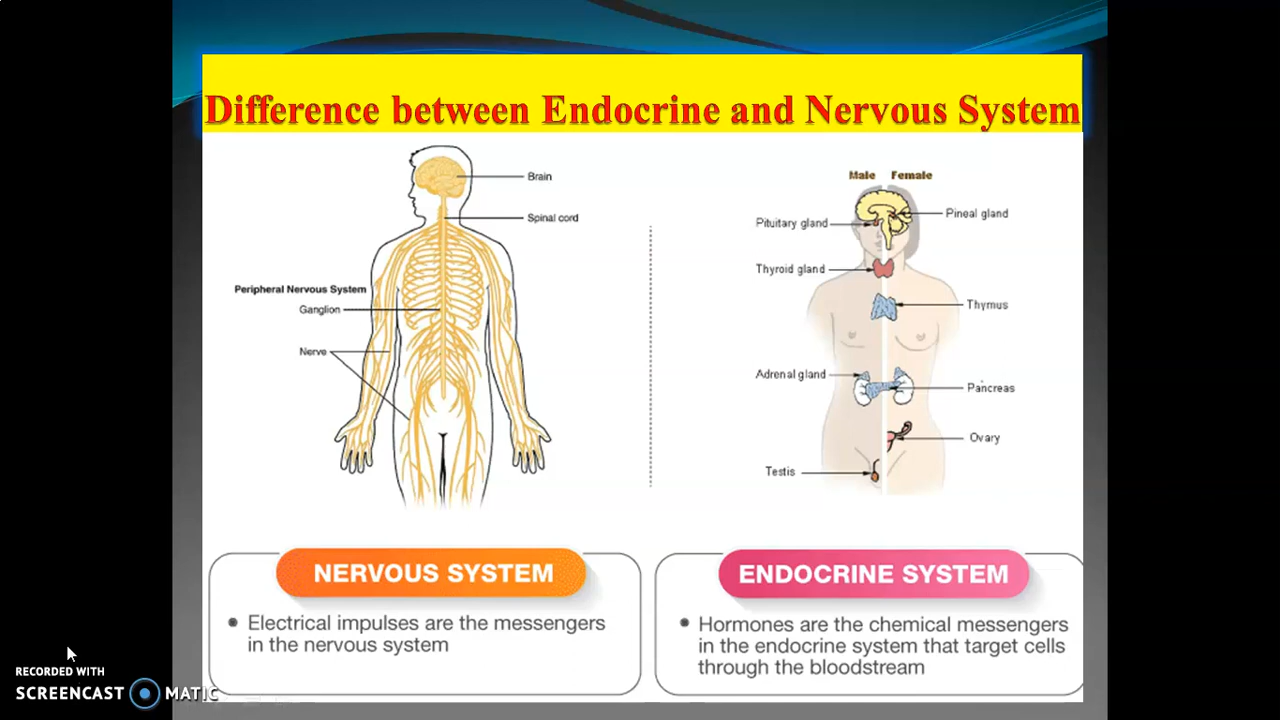 Difference between Endocrine and Nervous System
Brain
Spinal cord
Peripheral Nervous System
Ganglion
Nerve
Male Female
Pituitary gland
Pineal gland
Thyroid gland
Thymus
Adrenal gland
Pancreas
Ovary
Testis
NERVOUS SYSTEM
• Electrical impulses are the messengers
in the nervous system
ENDOCRINE SYSTEM
• Hormones are the chemical messengers
in the endocrine system that target cells
through the bloodstream
RECORDED WITH
SCREENCAST MATIC